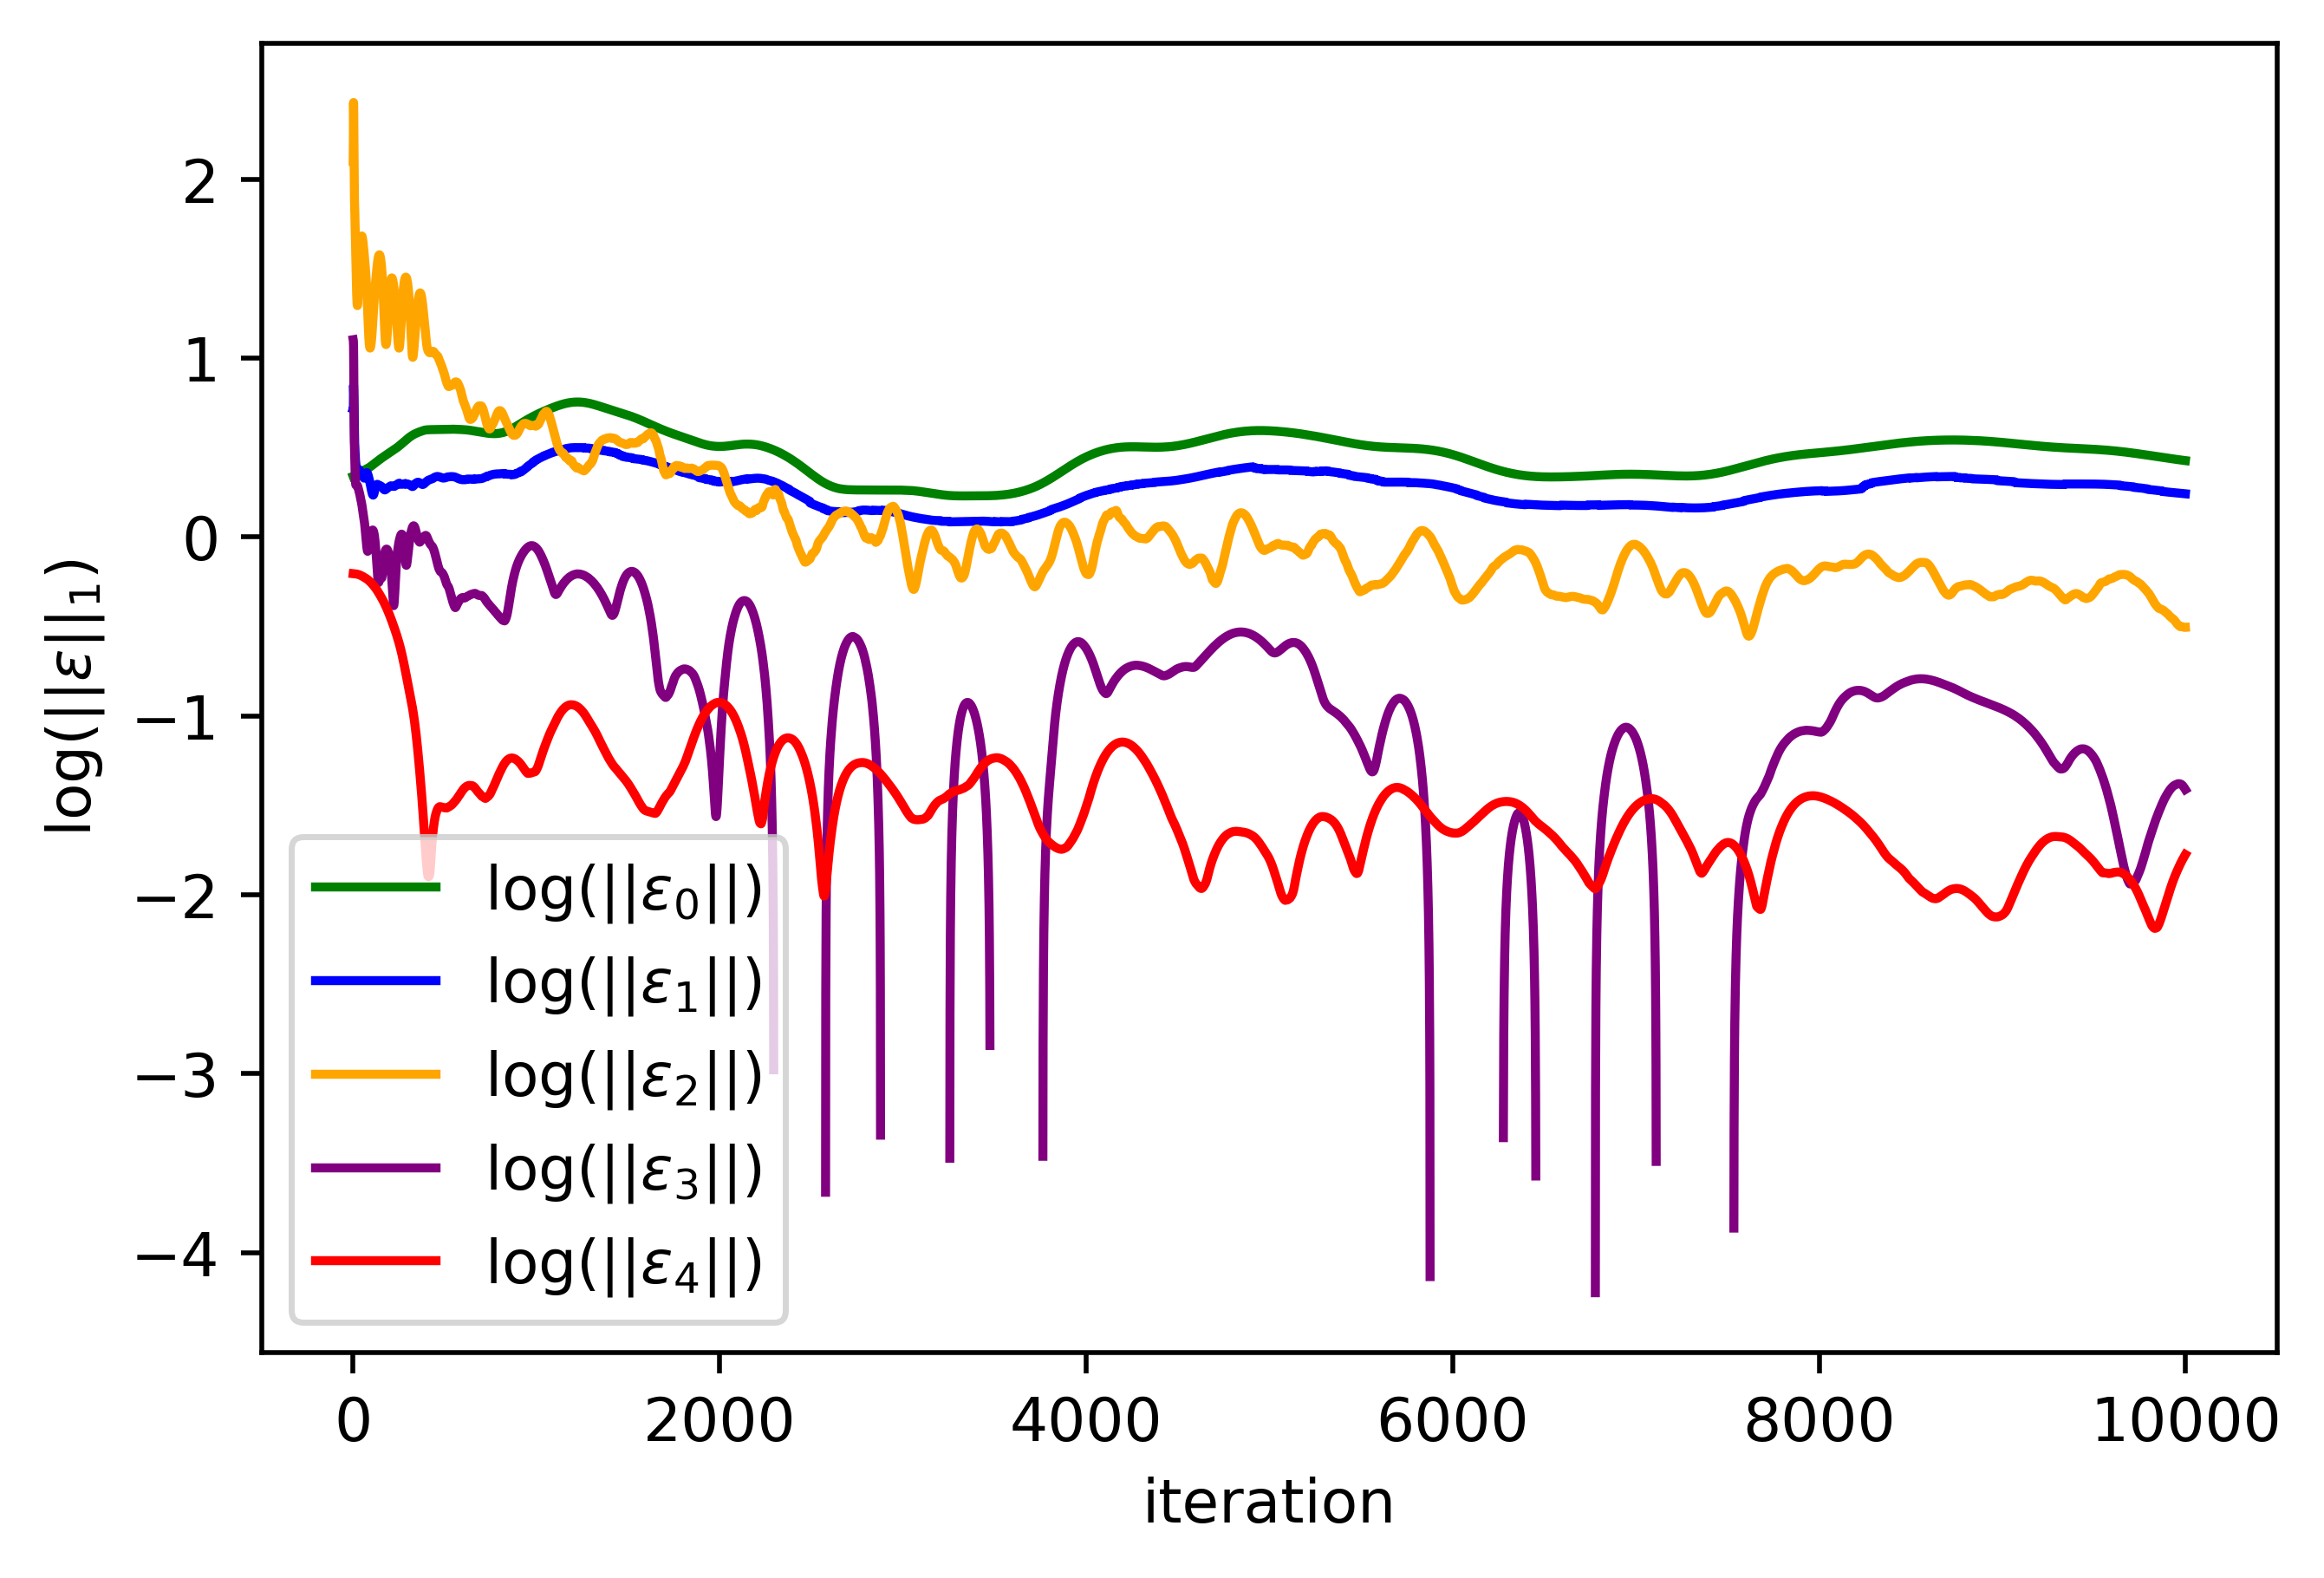 log(||ε||₁)
2
1
0
−1
−2
−3
−4
log(||ε₀||)
log(||ε₁||)
log(||ε₂||)
log(||ε₃||)
log(||ε₄||)
0 2000 4000 6000 8000 10000
iteration